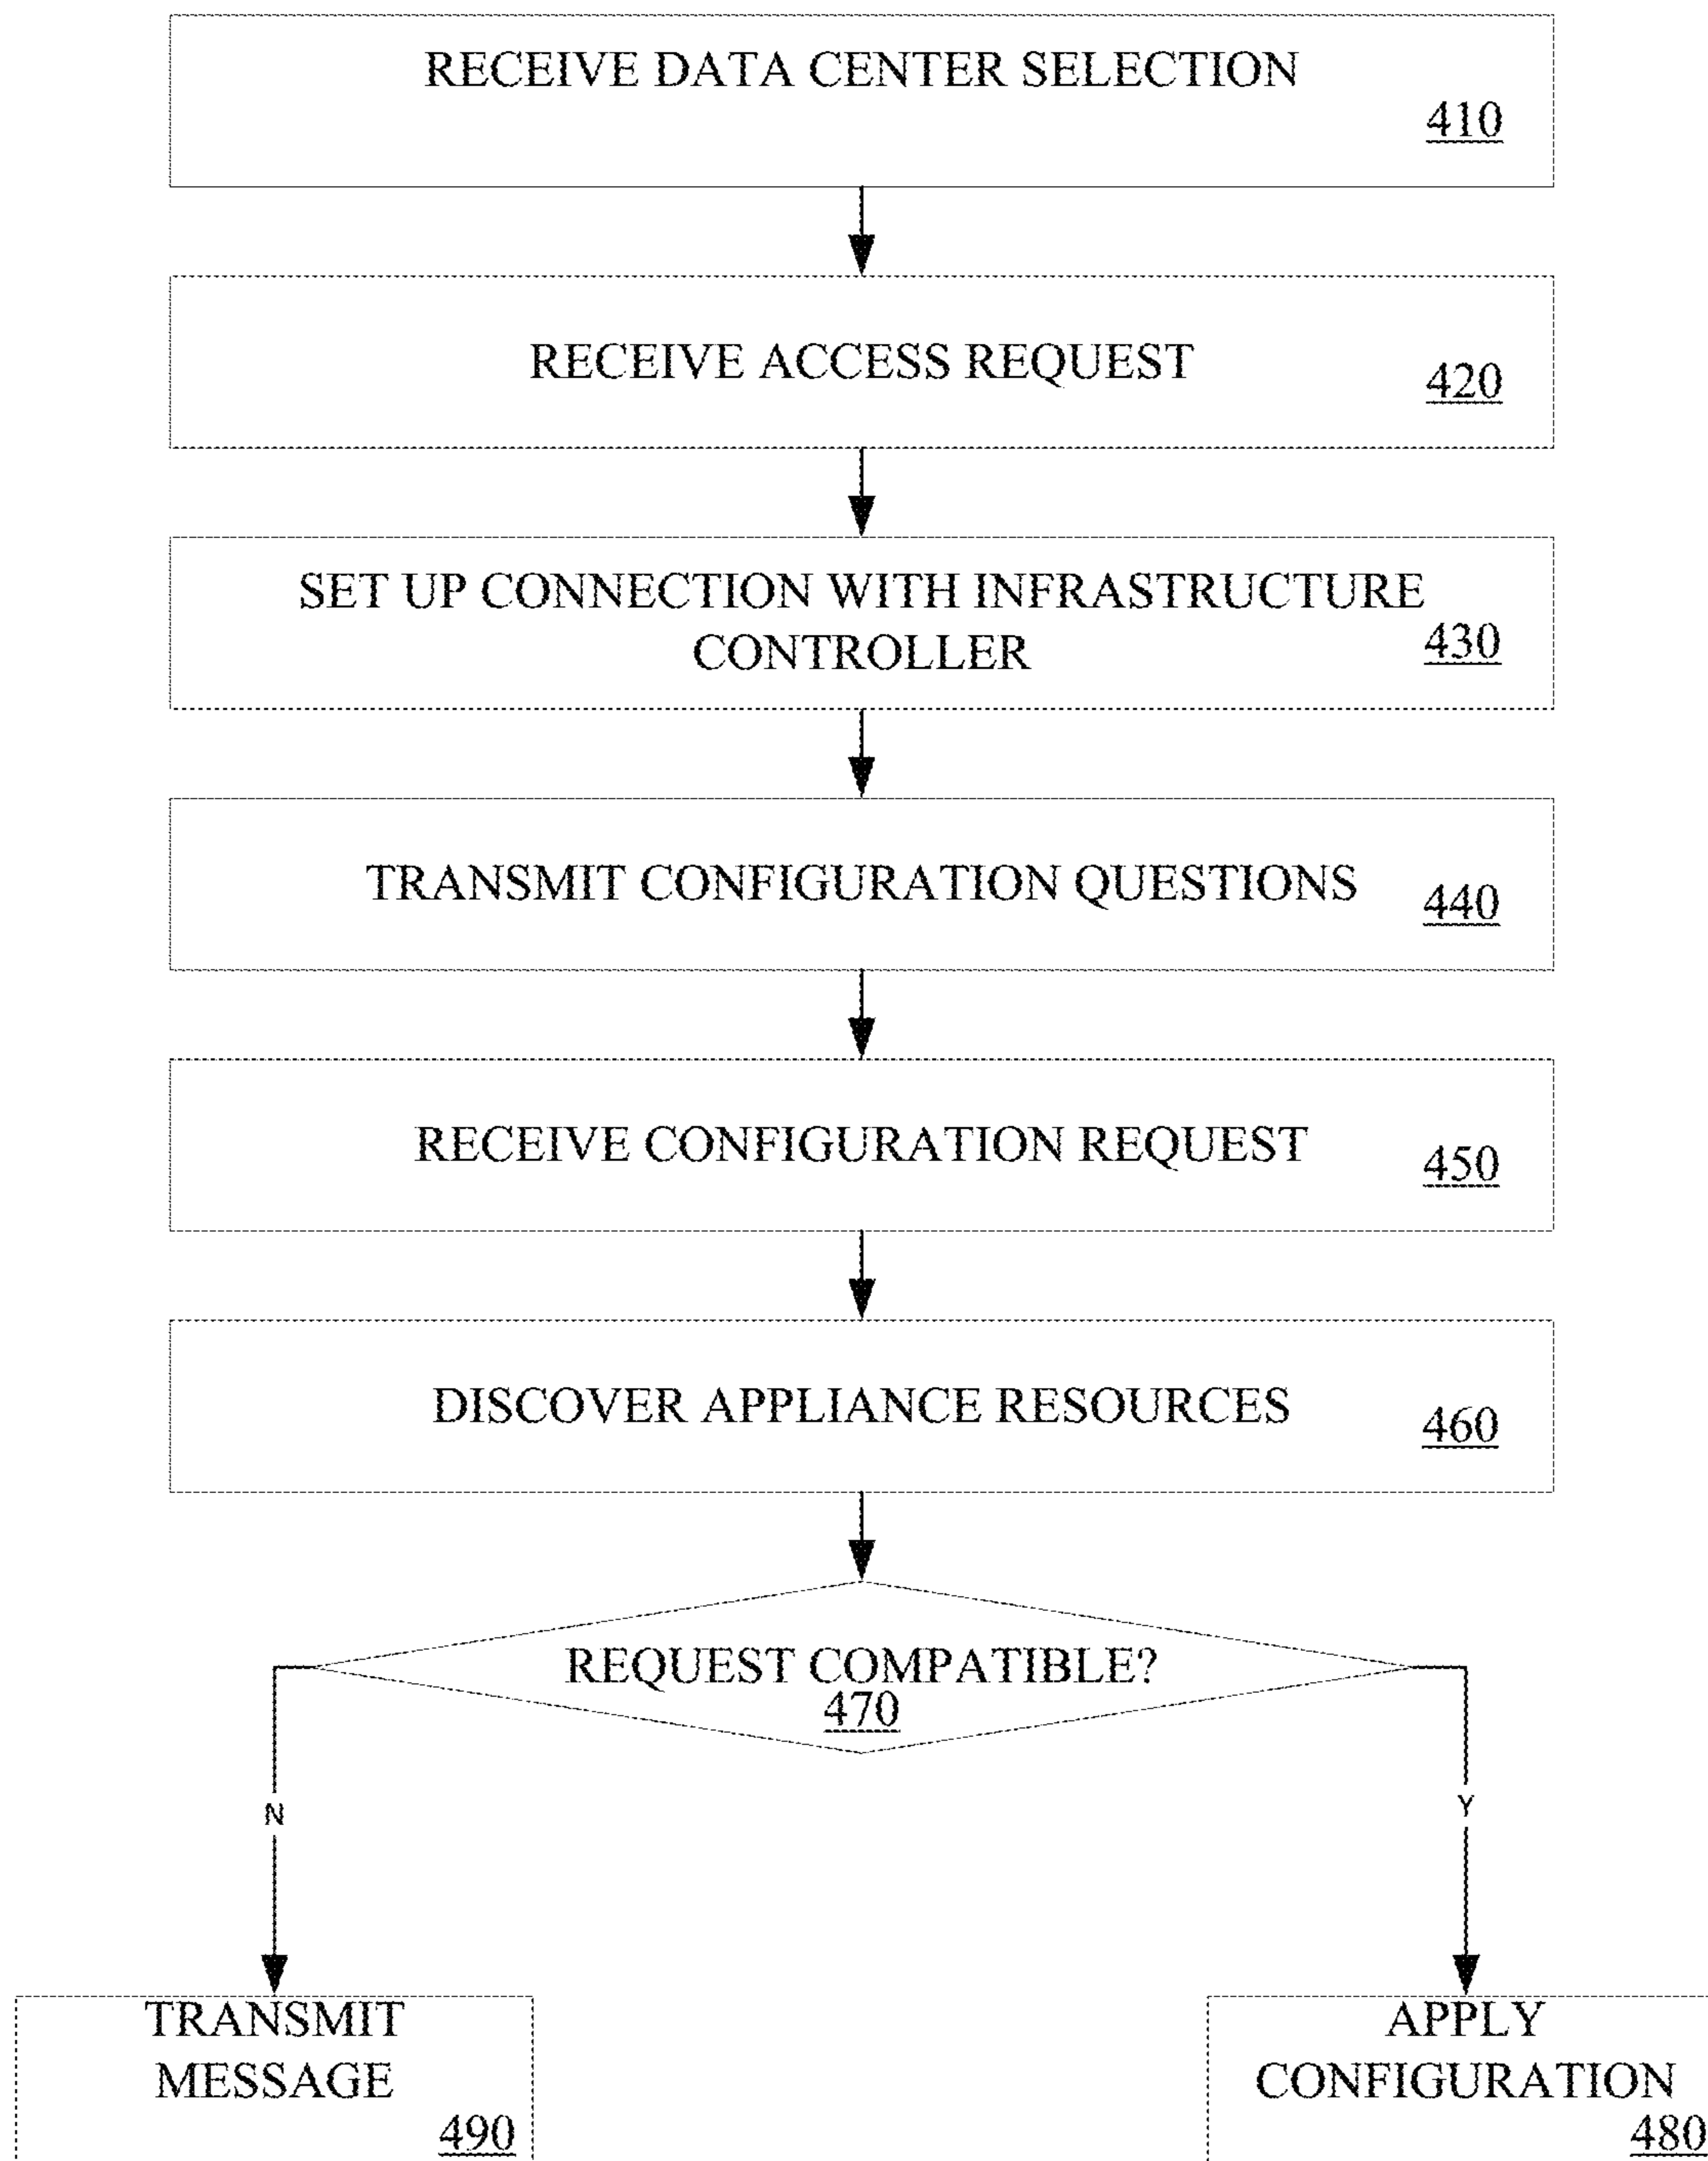 RECEIVE DATA CENTER SELECTION
410
RECEIVE ACCESS REQUEST
420
SET UP CONNECTION WITH INFRASTRUCTURE
CONTROLLER
430
TRANSMIT CONFIGURATION QUESTIONS
440
RECEIVE CONFIGURATION REQUEST
450
DISCOVER APPLIANCE RESOURCES
460
REQUEST COMPATIBLE?
470
N
Y
TRANSMIT
MESSAGE
490
APPLY
CONFIGURATION
480